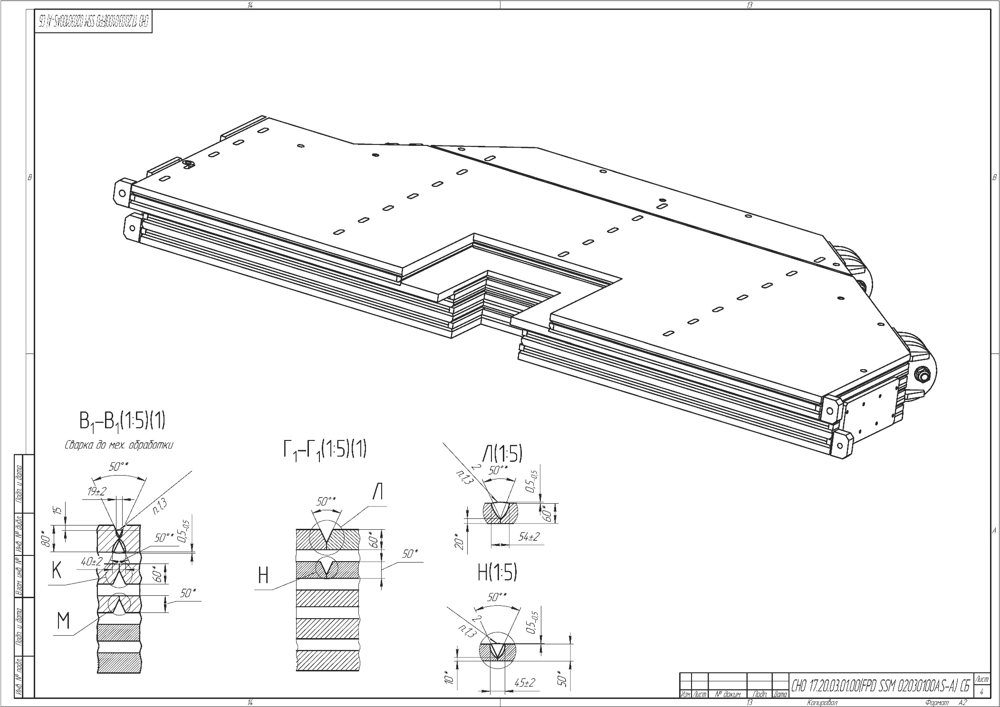 14
13
СНО 17.20.03.01.00(FPD SSM 02030100AS-A) СБ
В
В
В1-В1(1:5)(1)
Сварка до мех. обработки
50°*
19±2
п.1,3
15
80*
50°*
0,5-0,5
40±2
К
60*
50*
М
Г1-Г1(1:5)(1)
Л
50°*
60*
50*
Н
Л(1:5)
2
п.1,3
50°*
0,5-0,5
60*
20*
54±2
Н(1:5)
50°*
2
п.1,3
0,5-0,5
10*
45±2
50*
А
Подп. и дата
Инв. № дубл.
Взам. инв. №
Подп. и дата
Инв. № подл.
СНО 17.20.03.01.00(FPD SSM 02030100AS-A) СБ
Лист
4
Изм. Лист № докум. Подп. Дата
14
13
Копировал
Формат А2